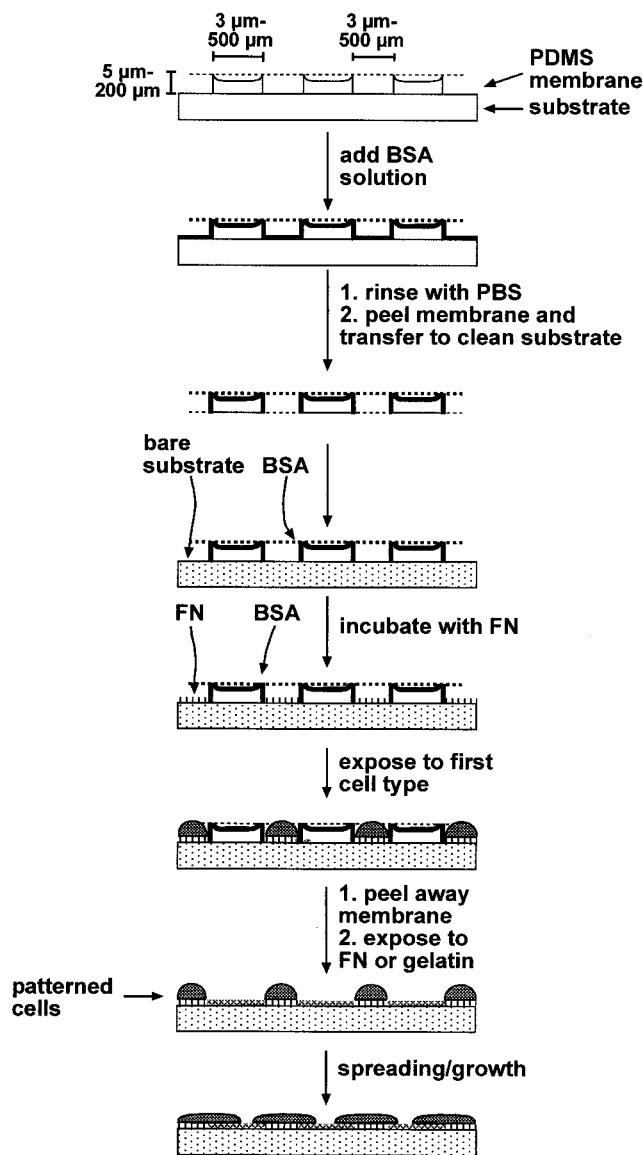 3 µm-
500 µm
3 µm-
500 µm
5 µm-
200 µm
PDMS
membrane
substrate
add BSA
solution
1. rinse with PBS
2. peel membrane and
transfer to clean substrate
bare
substrate
BSA
FN
BSA
incubate with FN
expose to first
cell type
1. peel away
membrane
2. expose to
FN or gelatin
patterned
cells
spreading/growth